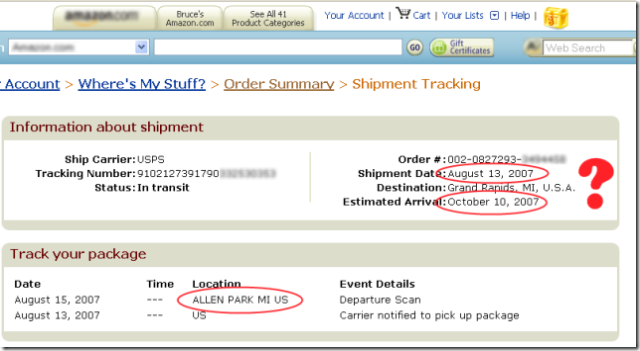 amazon.com
Bruce's
Amazon.com
See All 41
Product Categories
Your Account | Cart | Your Lists | Help |
Amazon.com GO Gift Certificates Web Search
Account > Where's My Stuff? > Order Summary > Shipment Tracking
Information about shipment
Ship Carrier: USPS Order #: 002-0827293-
Tracking Number: 9102127391790 Shipment Date: August 13, 2007
Status: In transit Destination: Grand Rapids, MI, U.S.A.
Estimated Arrival: October 10, 2007
?
Track your package
Date Time Location Event Details
August 15, 2007 --- ALLEN PARK MI US Departure Scan
August 13, 2007 --- US Carrier notified to pick up package